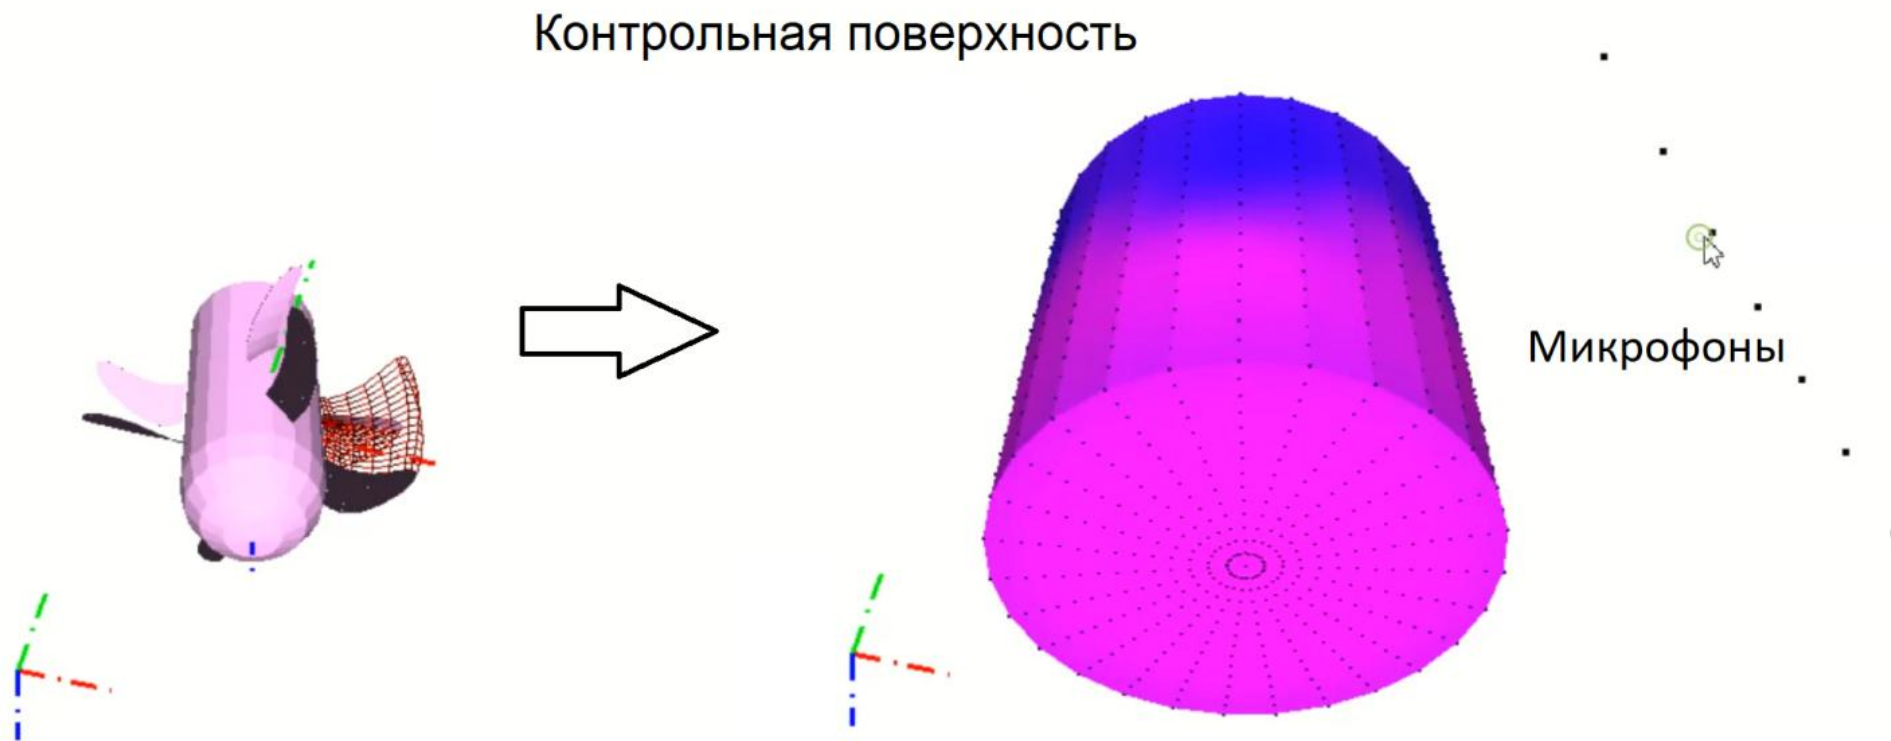 Контрольная поверхность
Микрофоны